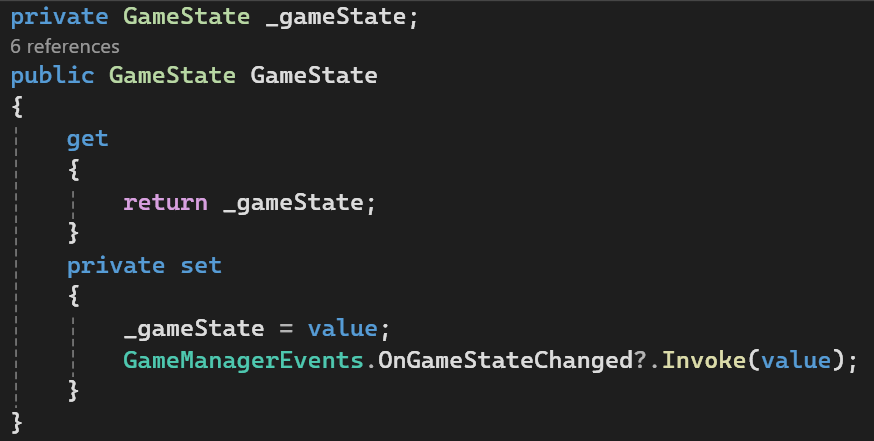 private GameState _gameState;
6 references
public GameState GameState
{
get
{
return _gameState;
}
private set
{
_gameState = value;
GameManagerEvents.OnGameStateChanged?.Invoke(value);
}
}